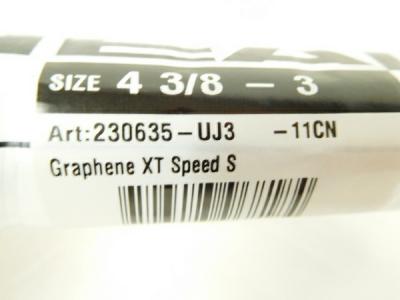 SIZE 4 3/8 - 3
Art:230635-UJ3 -11CN
Graphene XT Speed S